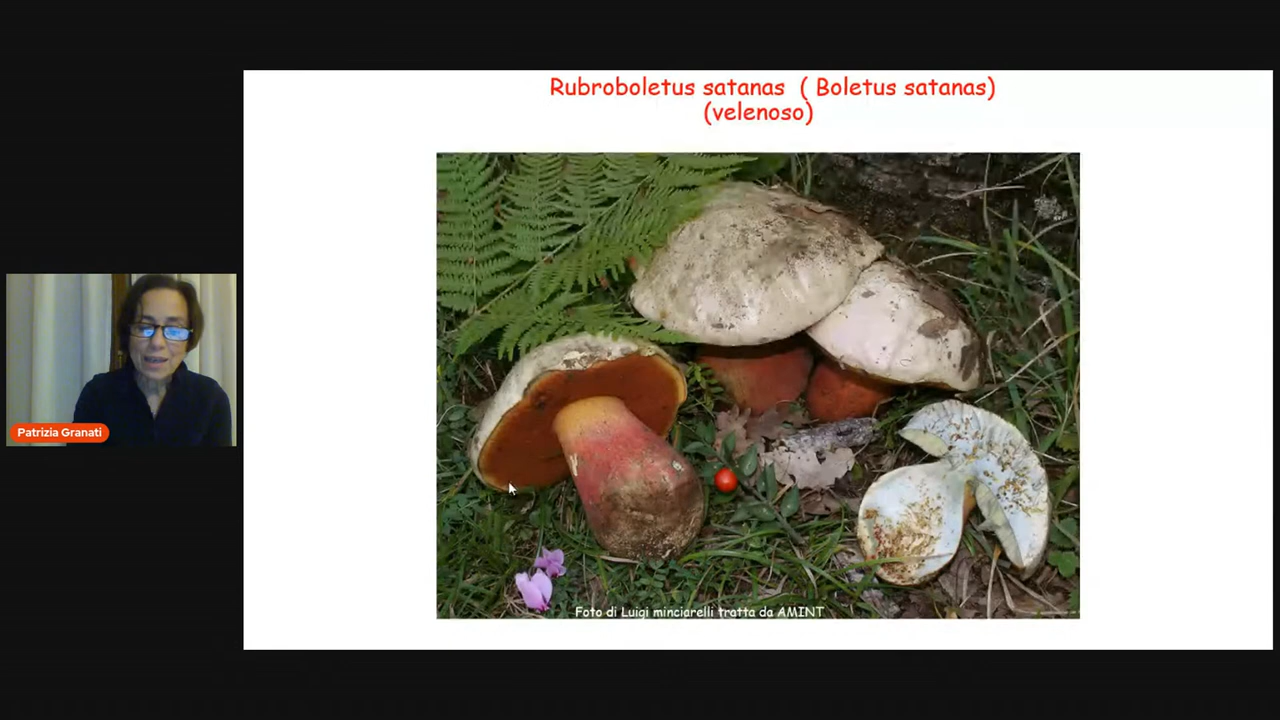 Rubroboletus satanas ( Boletus satanas)
(velenoso)
Patrizia Granati
Foto di Luigi minciarelli tratta da AMINT